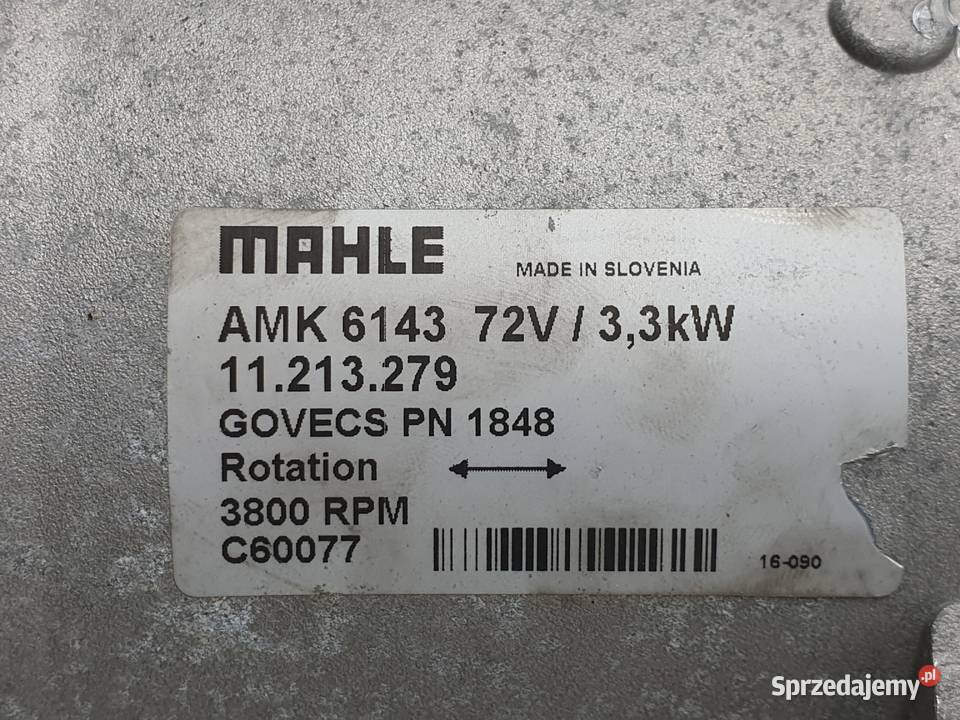 MAHLE
MADE IN SLOVENIA
AMK 6143 72V / 3,3kW
11.213.279
GOVECS PN 1848
Rotation
3800 RPM
C60077
16-090
Sprzedajemy.pl